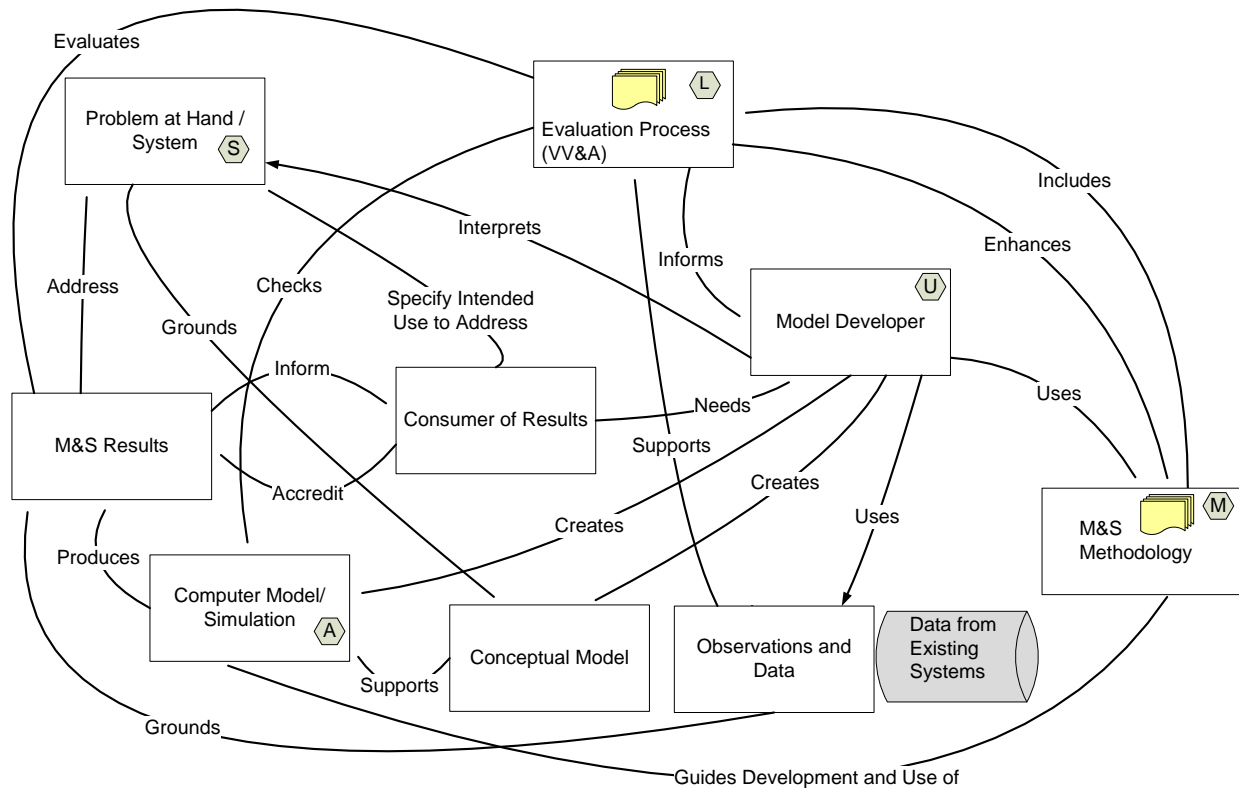 Evaluates
L
Problem at Hand /
System
S
Evaluation Process
(VV&A)
Includes
Interprets
Enhances
Informs
Address
Checks
U
Specify Intended
Use to Address
Grounds
Model Developer
Inform
Uses
Consumer of Results
Needs
M&S Results
Supports
Accredit
Creates
M
M&S
Methodology
Creates
Uses
Produces
Computer Model/
Simulation
A
Conceptual Model
Observations and
Data
Data from
Existing
Systems
Supports
Grounds
Guides Development and Use of